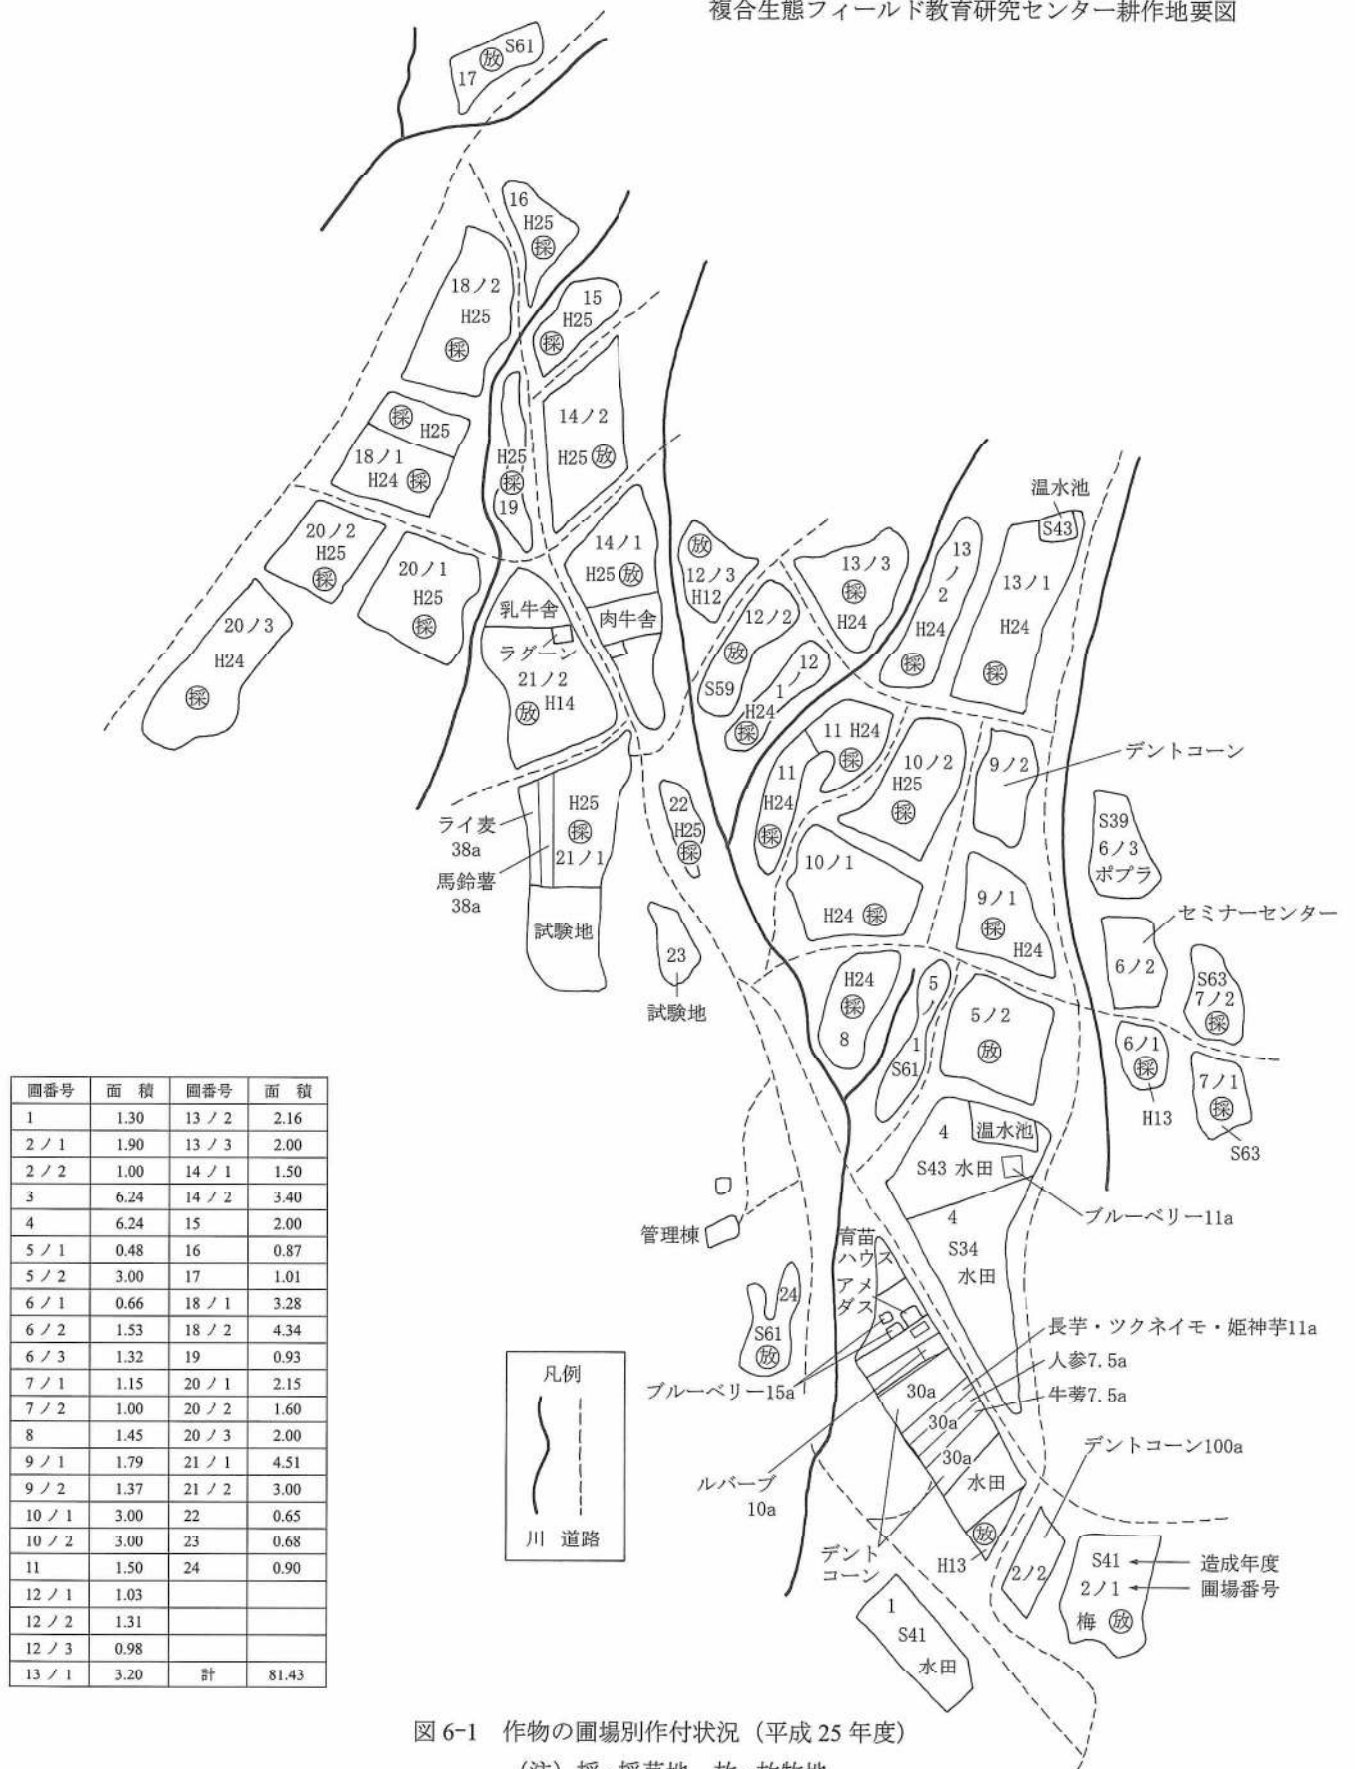 複合生態フィールド教育研究センター耕作地要図
17 放 S61
16
H25
採
18ノ2
H25
採
15
H25
採
14ノ2
H25 放
採 H25
18ノ1
H24 採
H25
採
19
20ノ2
H25
採
20ノ1
H25
採
20ノ3
H24
採
14ノ1
H25 放
乳牛舎
肉牛舎
ラグーン
21ノ2
放 H14
放
12ノ3
H12
12ノ2
放
S59
12
ノ
1
H24
採
13ノ3
採
H24
13
ノ
2
H24
採
温水池
S43
13ノ1
H24
採
11 H24
採
11
H24
採
10ノ2
H25
採
9ノ2
デントコーン
10ノ1
H24 採
9ノ1
採
H24
S39
6ノ3
ポプラ
セミナーセンター
6ノ2
S63
7ノ2
採
6ノ1
採
H13
7ノ1
採
S63
H25
採
21ノ1
ライ麦
38a
馬鈴薯
38a
試験地
22
H25
採
23
試験地
H24
採
8
5
ノ
1
S61
5ノ2
放
4
温水池
S43 水田
ブルーベリー11a
4
S34
水田
管理棟
育苗
ハウス
アメ
ダス
24
S61
放
ブルーベリー15a
長芋・ツクネイモ・姫神芋11a
人参7.5a
牛蒡7.5a
30a
30a
30a
水田
ルバーブ
10a
デントコーン100a
デント
コーン
放
H13
2ノ2
S41 造成年度
2ノ1 圃場番号
梅 放
1
S41
水田
凡例
川 道路
圃番号 面積 圃番号 面積
1 1.30 13ノ2 2.16
2ノ1 1.90 13ノ3 2.00
2ノ2 1.00 14ノ1 1.50
3 6.24 14ノ2 3.40
4 6.24 15 2.00
5ノ1 0.48 16 0.87
5ノ2 3.00 17 1.01
6ノ1 0.66 18ノ1 3.28
6ノ2 1.53 18ノ2 4.34
6ノ3 1.32 19 0.93
7ノ1 1.15 20ノ1 2.15
7ノ2 1.00 20ノ2 1.60
8 1.45 20ノ3 2.00
9ノ1 1.79 21ノ1 4.51
9ノ2 1.37 21ノ2 3.00
10ノ1 3.00 22 0.65
10ノ2 3.00 23 0.68
11 1.50 24 0.90
12ノ1 1.03
12ノ2 1.31
12ノ3 0.98
13ノ1 3.20 計 81.43
図6-1 作物の圃場別作付状況（平成25年度）